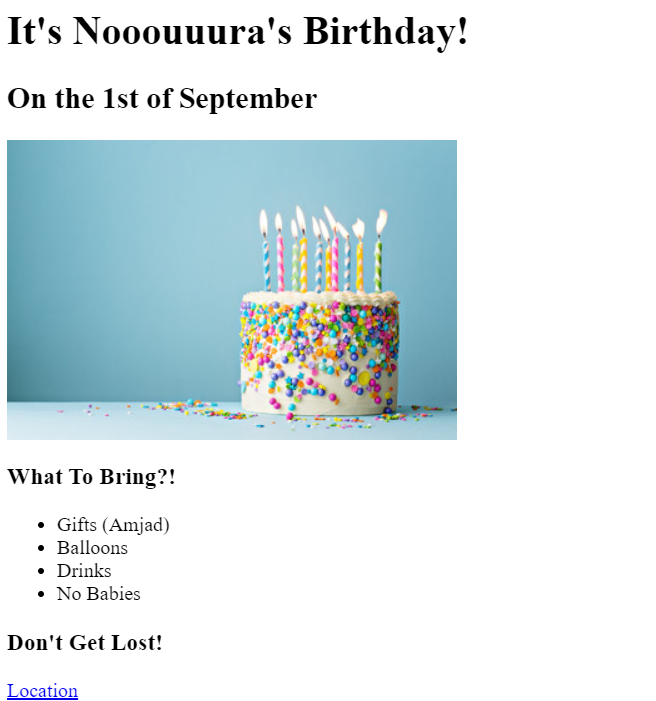 It's Nooouuura's Birthday!
On the 1st of September
What To Bring?!
Gifts (Amjad)
Balloons
Drinks
No Babies
Don't Get Lost!
Location